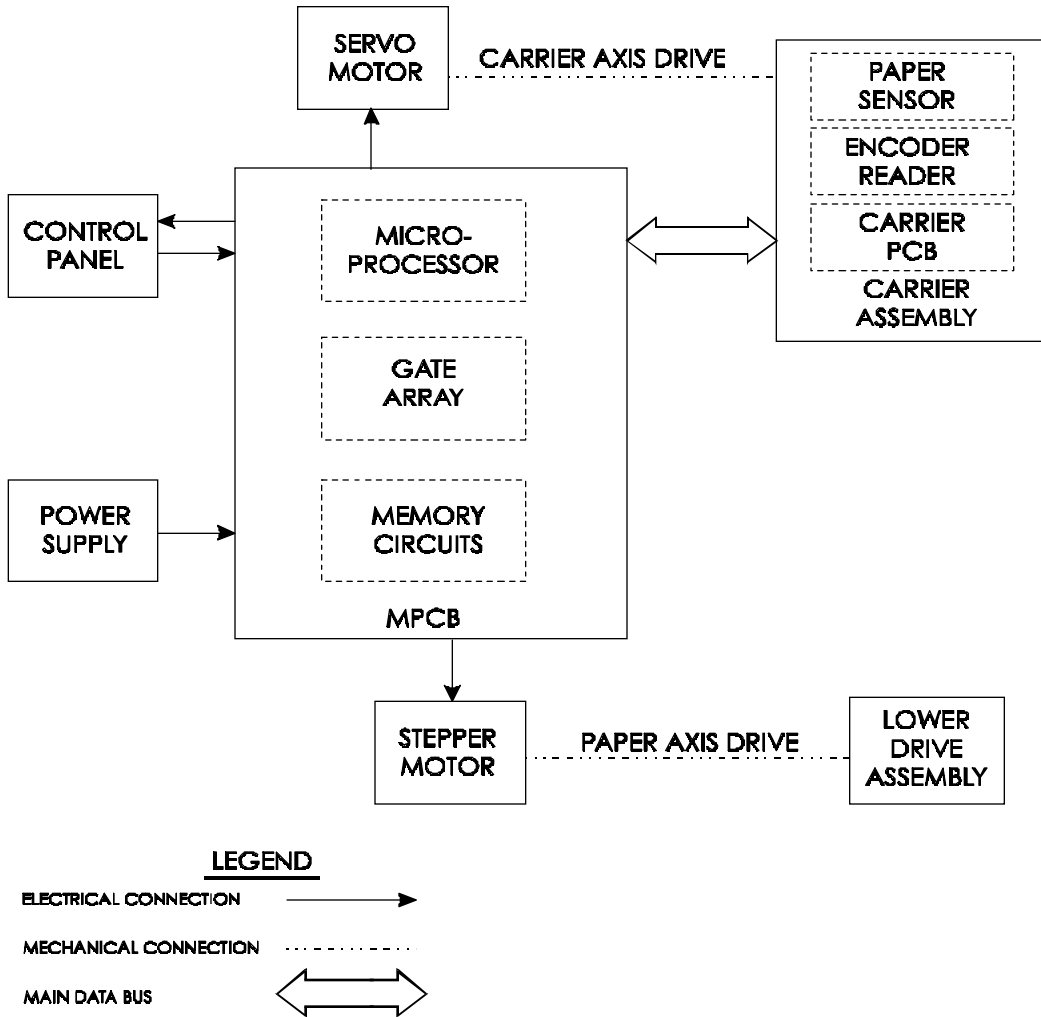 SERVO
MOTOR
CARRIER AXIS DRIVE
PAPER
SENSOR
ENCODER
READER
CARRIER
PCB
CARRIER
ASSEMBLY
CONTROL
PANEL
MICRO-
PROCESSOR
GATE
ARRAY
POWER
SUPPLY
MEMORY
CIRCUITS
MPCB
STEPPER
MOTOR
PAPER AXIS DRIVE
LOWER
DRIVE
ASSEMBLY
LEGEND
ELECTRICAL CONNECTION
MECHANICAL CONNECTION
MAIN DATA BUS